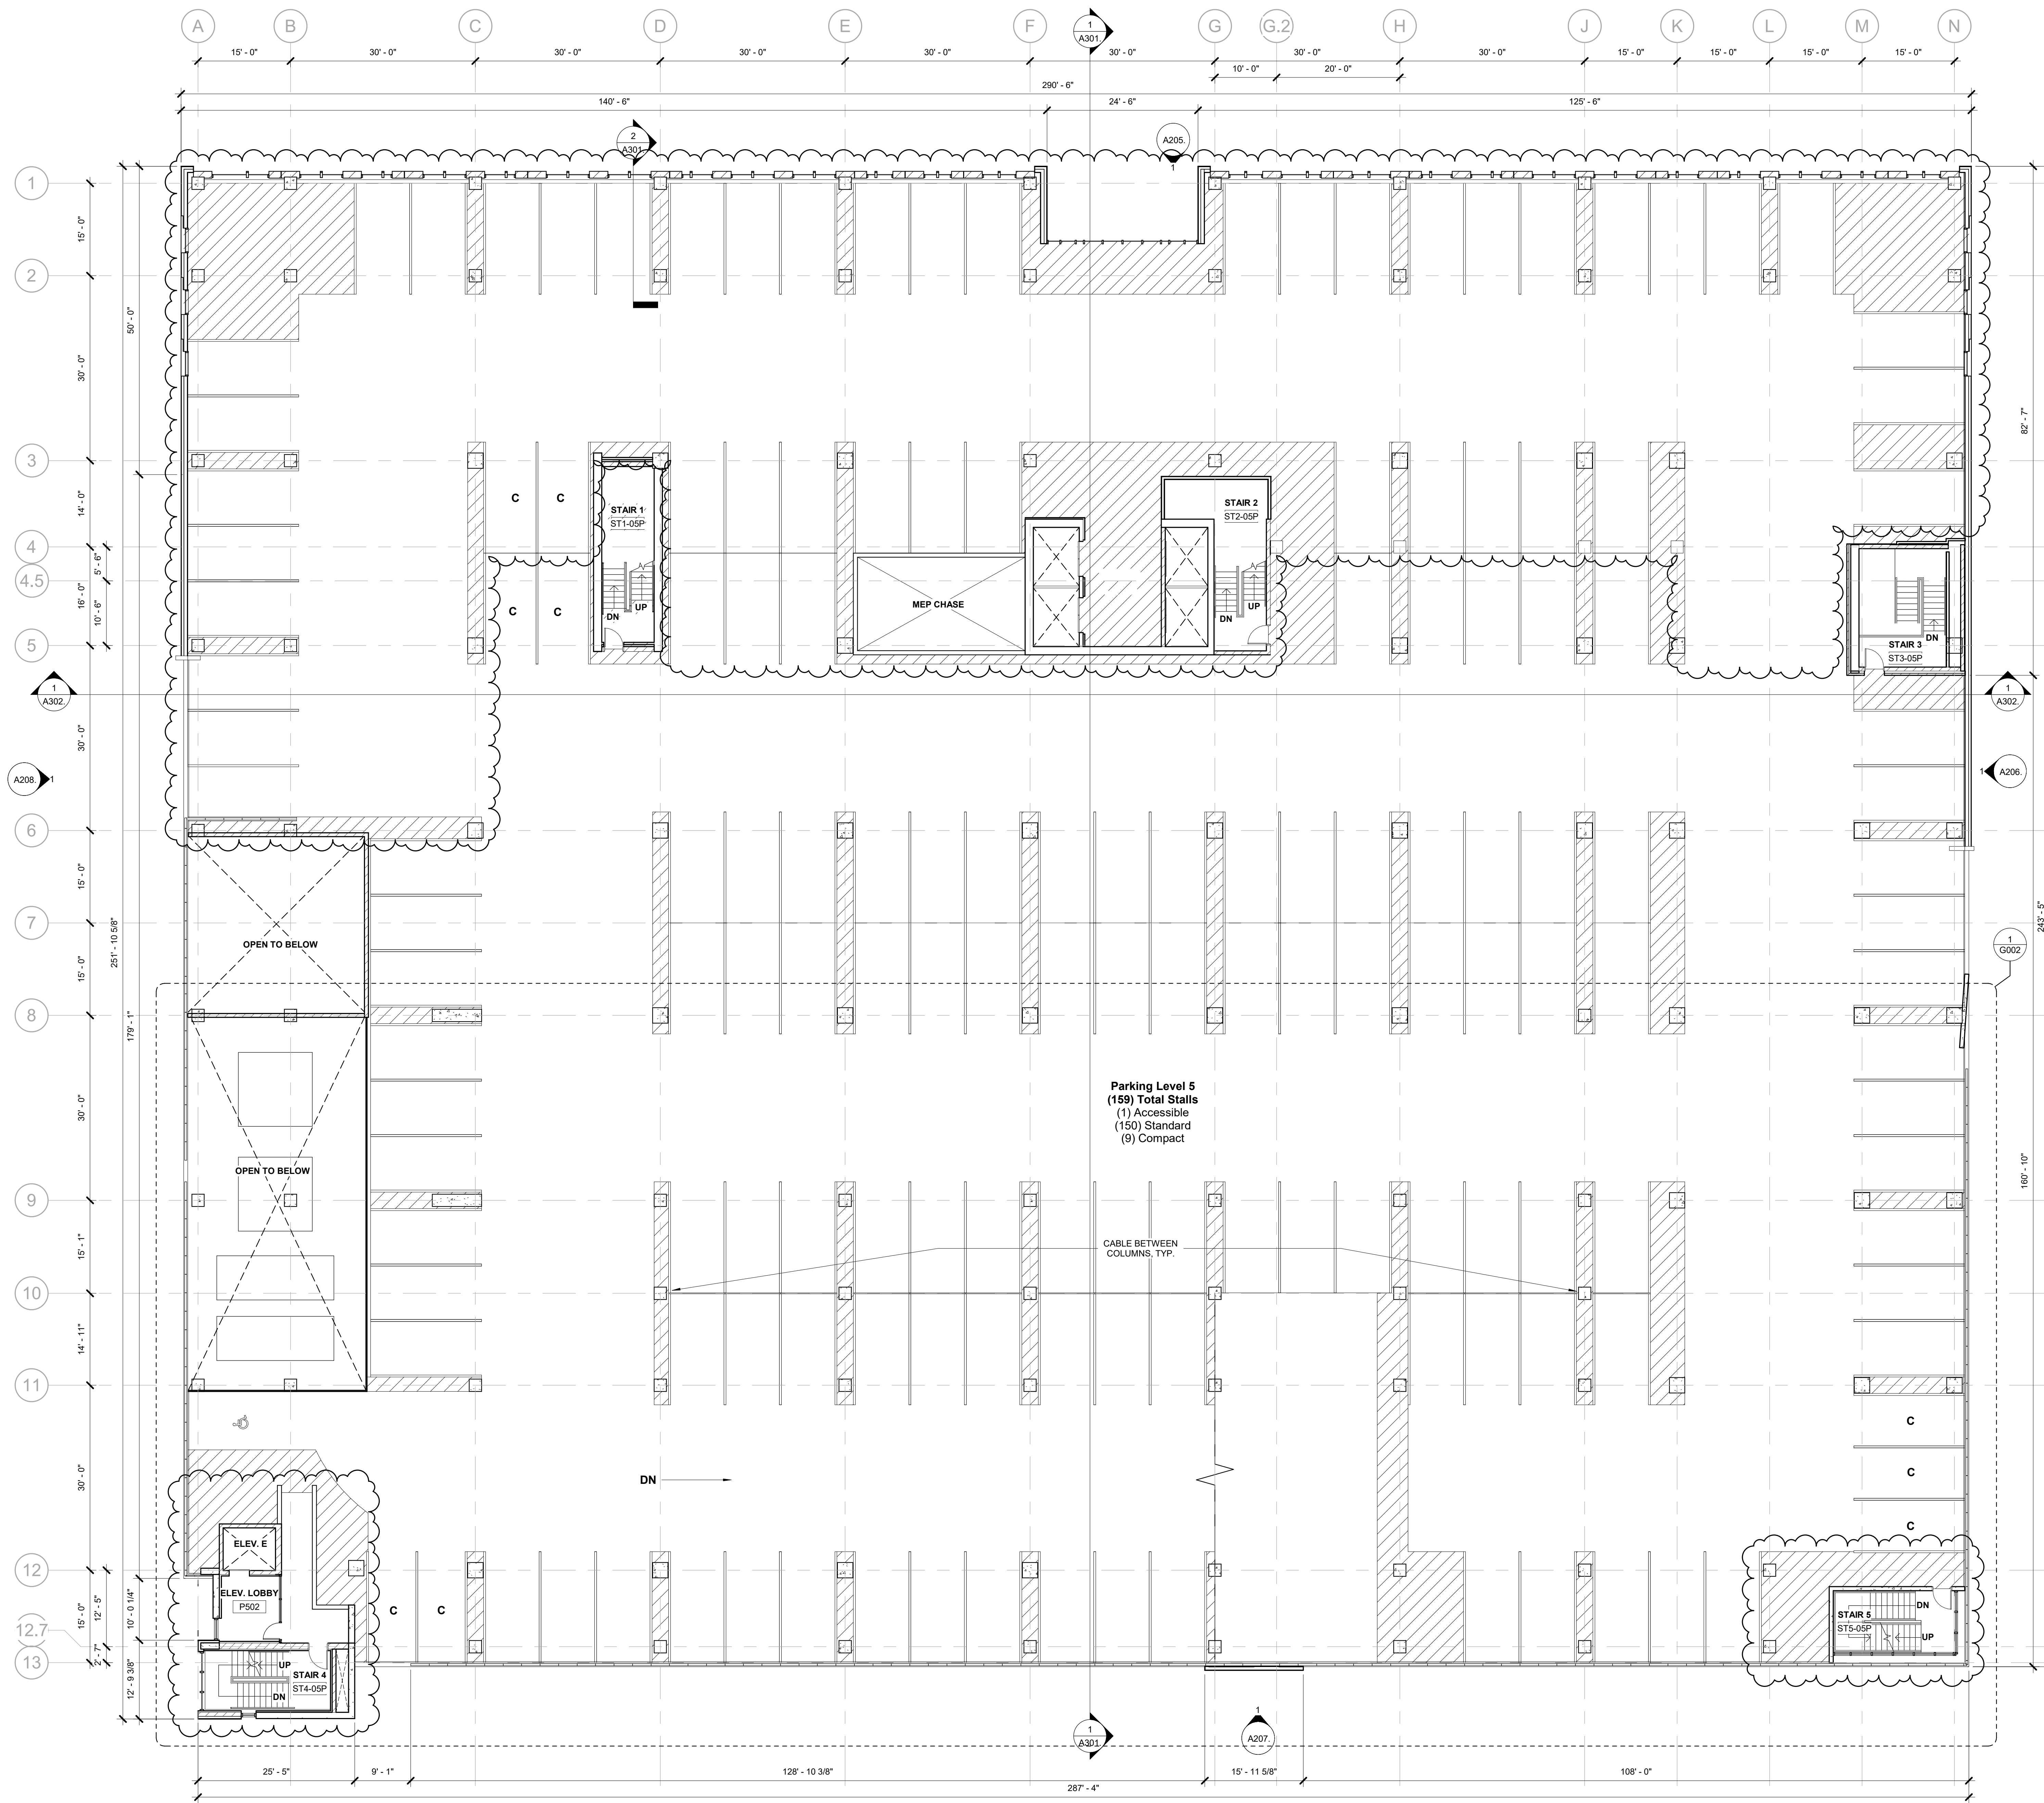 A B C D E F G G.2 H J K L M N
1
A301.
15' - 0" 30' - 0" 30' - 0" 30' - 0" 30' - 0" 30' - 0" 30' - 0" 30' - 0" 15' - 0" 15' - 0" 15' - 0" 15' - 0"
10' - 0" 20' - 0"
290' - 6"
140' - 6" 24' - 6" 125' - 6"
2
A301
A205.
1
1
2
3
4
4.5
5
6
7
8
9
10
11
12
12.7
13
15' - 0"
30' - 0"
14' - 0"
16' - 0"
5' - 6"
10' - 6"
30' - 0"
15' - 0"
15' - 0"
30' - 0"
15' - 1"
14' - 11"
30' - 0"
15' - 0"
12' - 5"
2' - 7"
50' - 0"
251' - 10 5/8"
179' - 1"
10' - 0 1/4"
12' - 9 3/8"
82' - 7"
243' - 5"
160' - 10"
C C
STAIR 1
ST1-05P
STAIR 2
ST2-05P
C C
DN UP
MEP CHASE
DN UP
DN
STAIR 3
ST3-05P
1
A302.
1
A302.
A208. 1
1 A206.
OPEN TO BELOW
1
G002
Parking Level 5
(159) Total Stalls
(1) Accessible
(150) Standard
(9) Compact
OPEN TO BELOW
CABLE BETWEEN
COLUMNS, TYP.
C
C
C
DN
ELEV. E
ELEV. LOBBY
P502
C C
UP
STAIR 4
ST4-05P
DN
DN
STAIR 5
ST5-05P
UP
1
A301
1
A207.
25' - 5" 9' - 1" 128' - 10 3/8" 15' - 11 5/8" 108' - 0"
287' - 4"